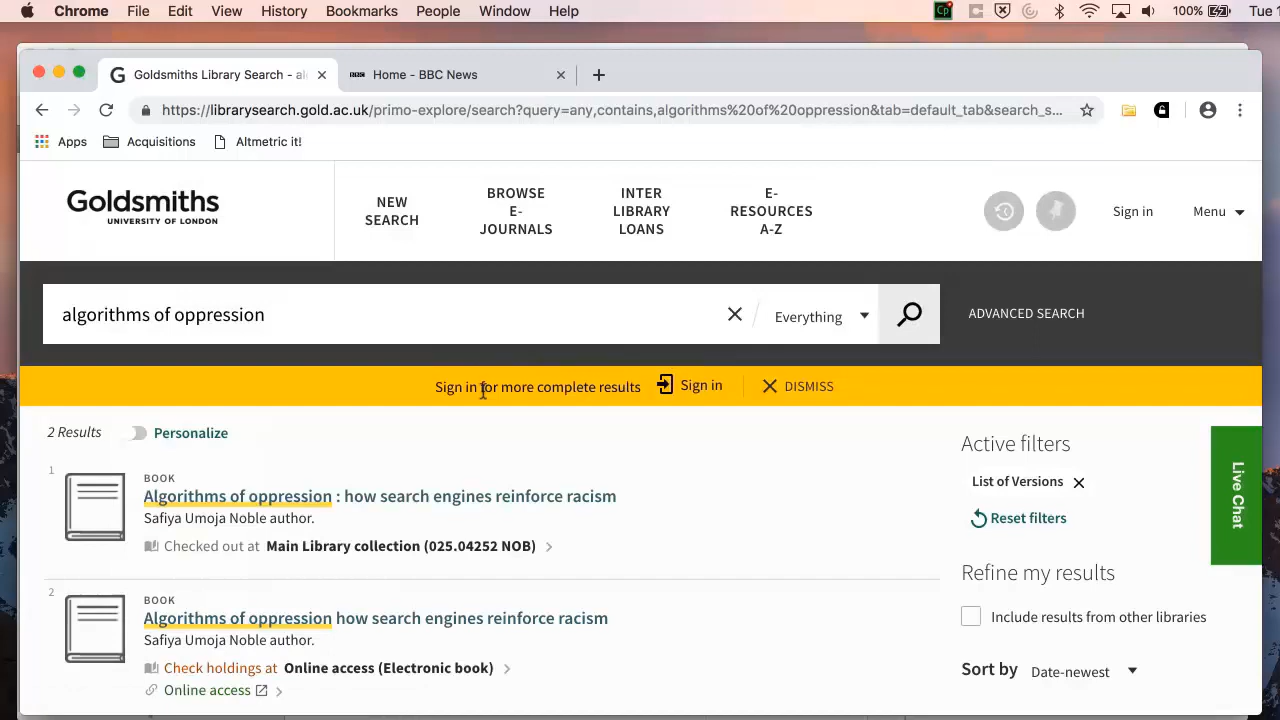 Chrome File Edit View History Bookmarks People Window Help 100% Tue 1
Goldsmiths Library Search - al
Home - BBC News
https://librarysearch.gold.ac.uk/primo-explore/search?query=any,contains,algorithms%20of%20oppression&tab=default_tab&search_s...
Apps Acquisitions Altmetric it!
Goldsmiths
UNIVERSITY OF LONDON
NEW
SEARCH
BROWSE
E-
JOURNALS
INTER
LIBRARY
LOANS
E-
RESOURCES
A-Z
Sign in
Menu
algorithms of oppression
Everything
ADVANCED SEARCH
Sign in for more complete results Sign in DISMISS
2 Results Personalize
1
BOOK
Algorithms of oppression : how search engines reinforce racism
Safiya Umoja Noble author.
Checked out at Main Library collection (025.04252 NOB)
2
BOOK
Algorithms of oppression how search engines reinforce racism
Safiya Umoja Noble author.
Check holdings at Online access (Electronic book)
Online access
Active filters
List of Versions
Reset filters
Refine my results
Include results from other libraries
Sort by Date-newest
Live Chat